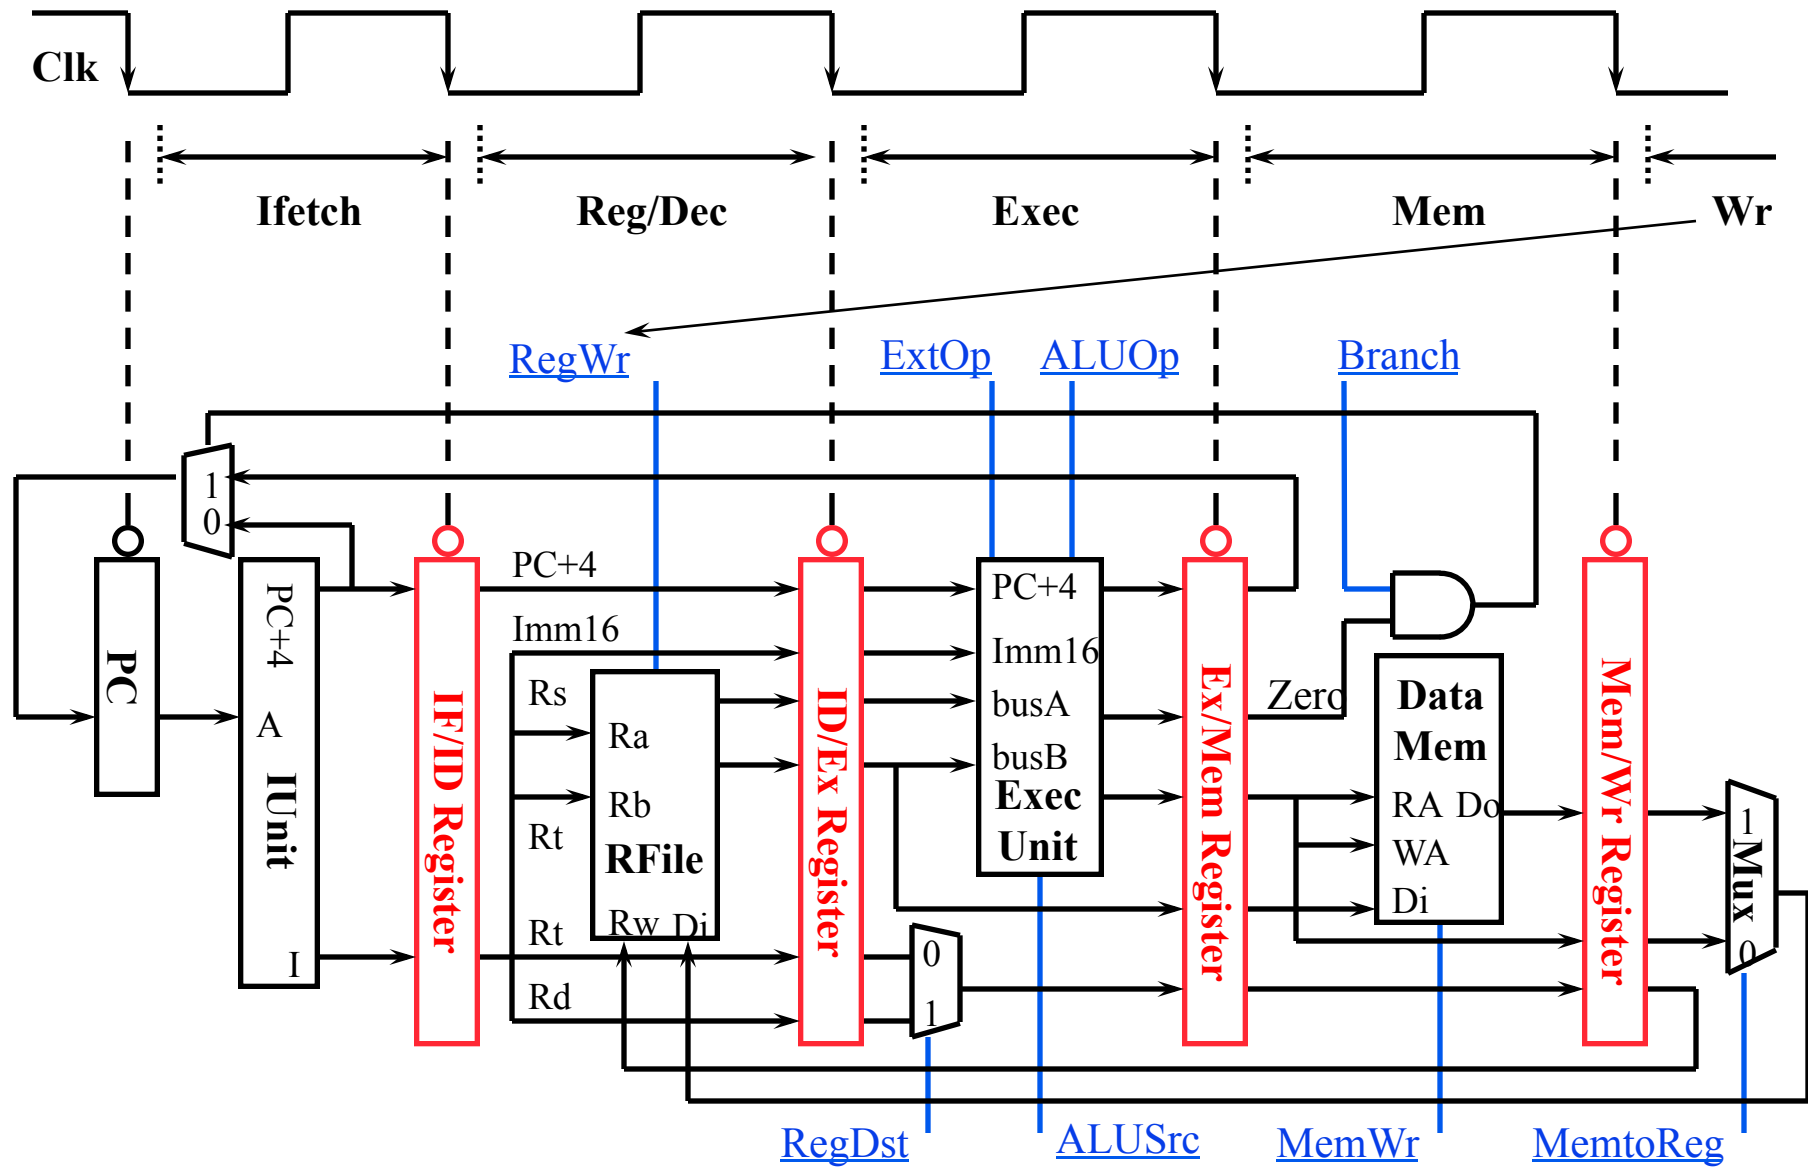 Clk
Ifetch
Reg/Dec
Exec
Mem
Wr
RegWr
ExtOp
ALUOp
Branch
1
0
PC+4
PC+4
PC+4
Imm16
Imm16
PC
A
IUnit
I
IF/ID Register
Rs
Ra
Rb
Rt
RFile
Rw Di
Rt
Rd
ID/Ex Register
busA
busB
Exec
Unit
0
1
Ex/Mem Register
Zero
Data
Mem
RA Do
WA
Di
Mem/Wr Register
1
Mux
0
RegDst
ALUSrc
MemWr
MemtoReg